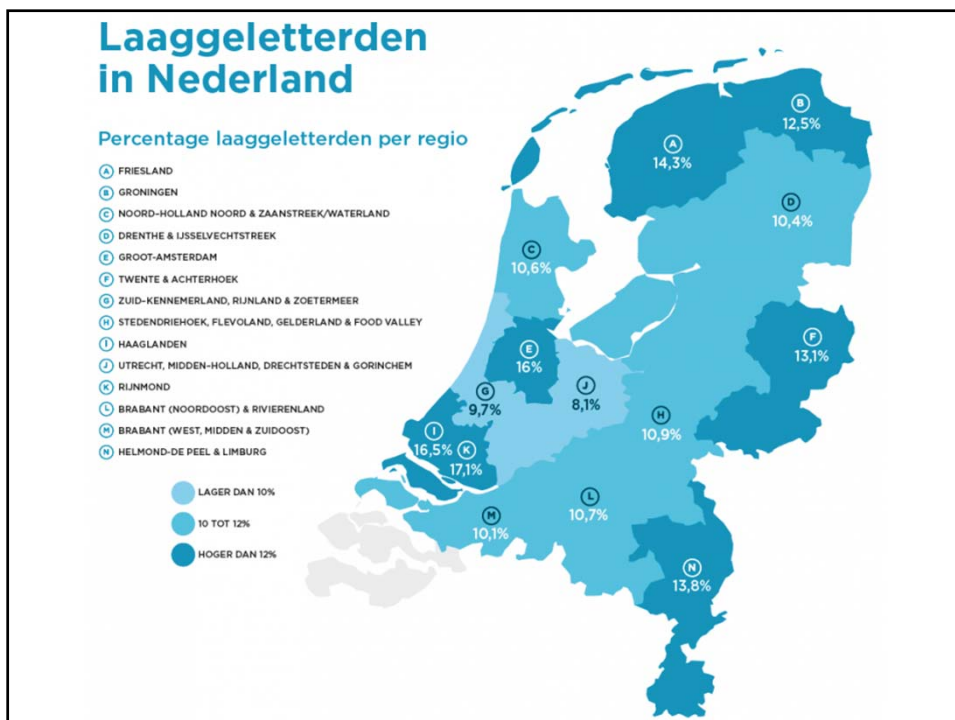 Laaggeletterden
in Nederland
Percentage laaggeletterden per regio
A FRIESLAND
B GRONINGEN
C NOORD-HOLLAND NOORD & ZAANSTREEK/WATERLAND
D DRENTHE & IJSSELVECHTSTREEK
E GROOT-AMSTERDAM
F TWENTE & ACHTERHOEK
G ZUID-KENNEMERLAND, RIJNLAND & ZOETERMEER
H STEDENDRIEHOEK, FLEVOLAND, GELDERLAND & FOOD VALLEY
I HAAGLANDEN
J UTRECHT, MIDDEN-HOLLAND, DRECHTSTEDEN & GORINCHEM
K RIJNMOND
L BRABANT (NOORDOOST) & RIVIERENLAND
M BRABANT (WEST, MIDDEN & ZUIDOOST)
N HELMOND-DE PEEL & LIMBURG
LAGER DAN 10%
10 TOT 12%
HOGER DAN 12%
B
12,5%
A
14,3%
D
10,4%
C
10,6%
F
13,1%
E
16%
J
8,1%
G
9,7%
H
10,9%
I
16,5%
K
17,1%
L
10,7%
M
10,1%
N
13,8%